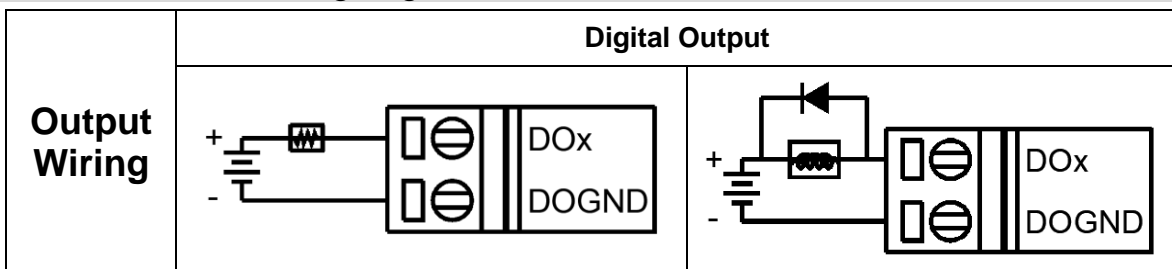 Digital Output
Output
Wiring
+
-
DOx
DOGND
+
-
DOx
DOGND